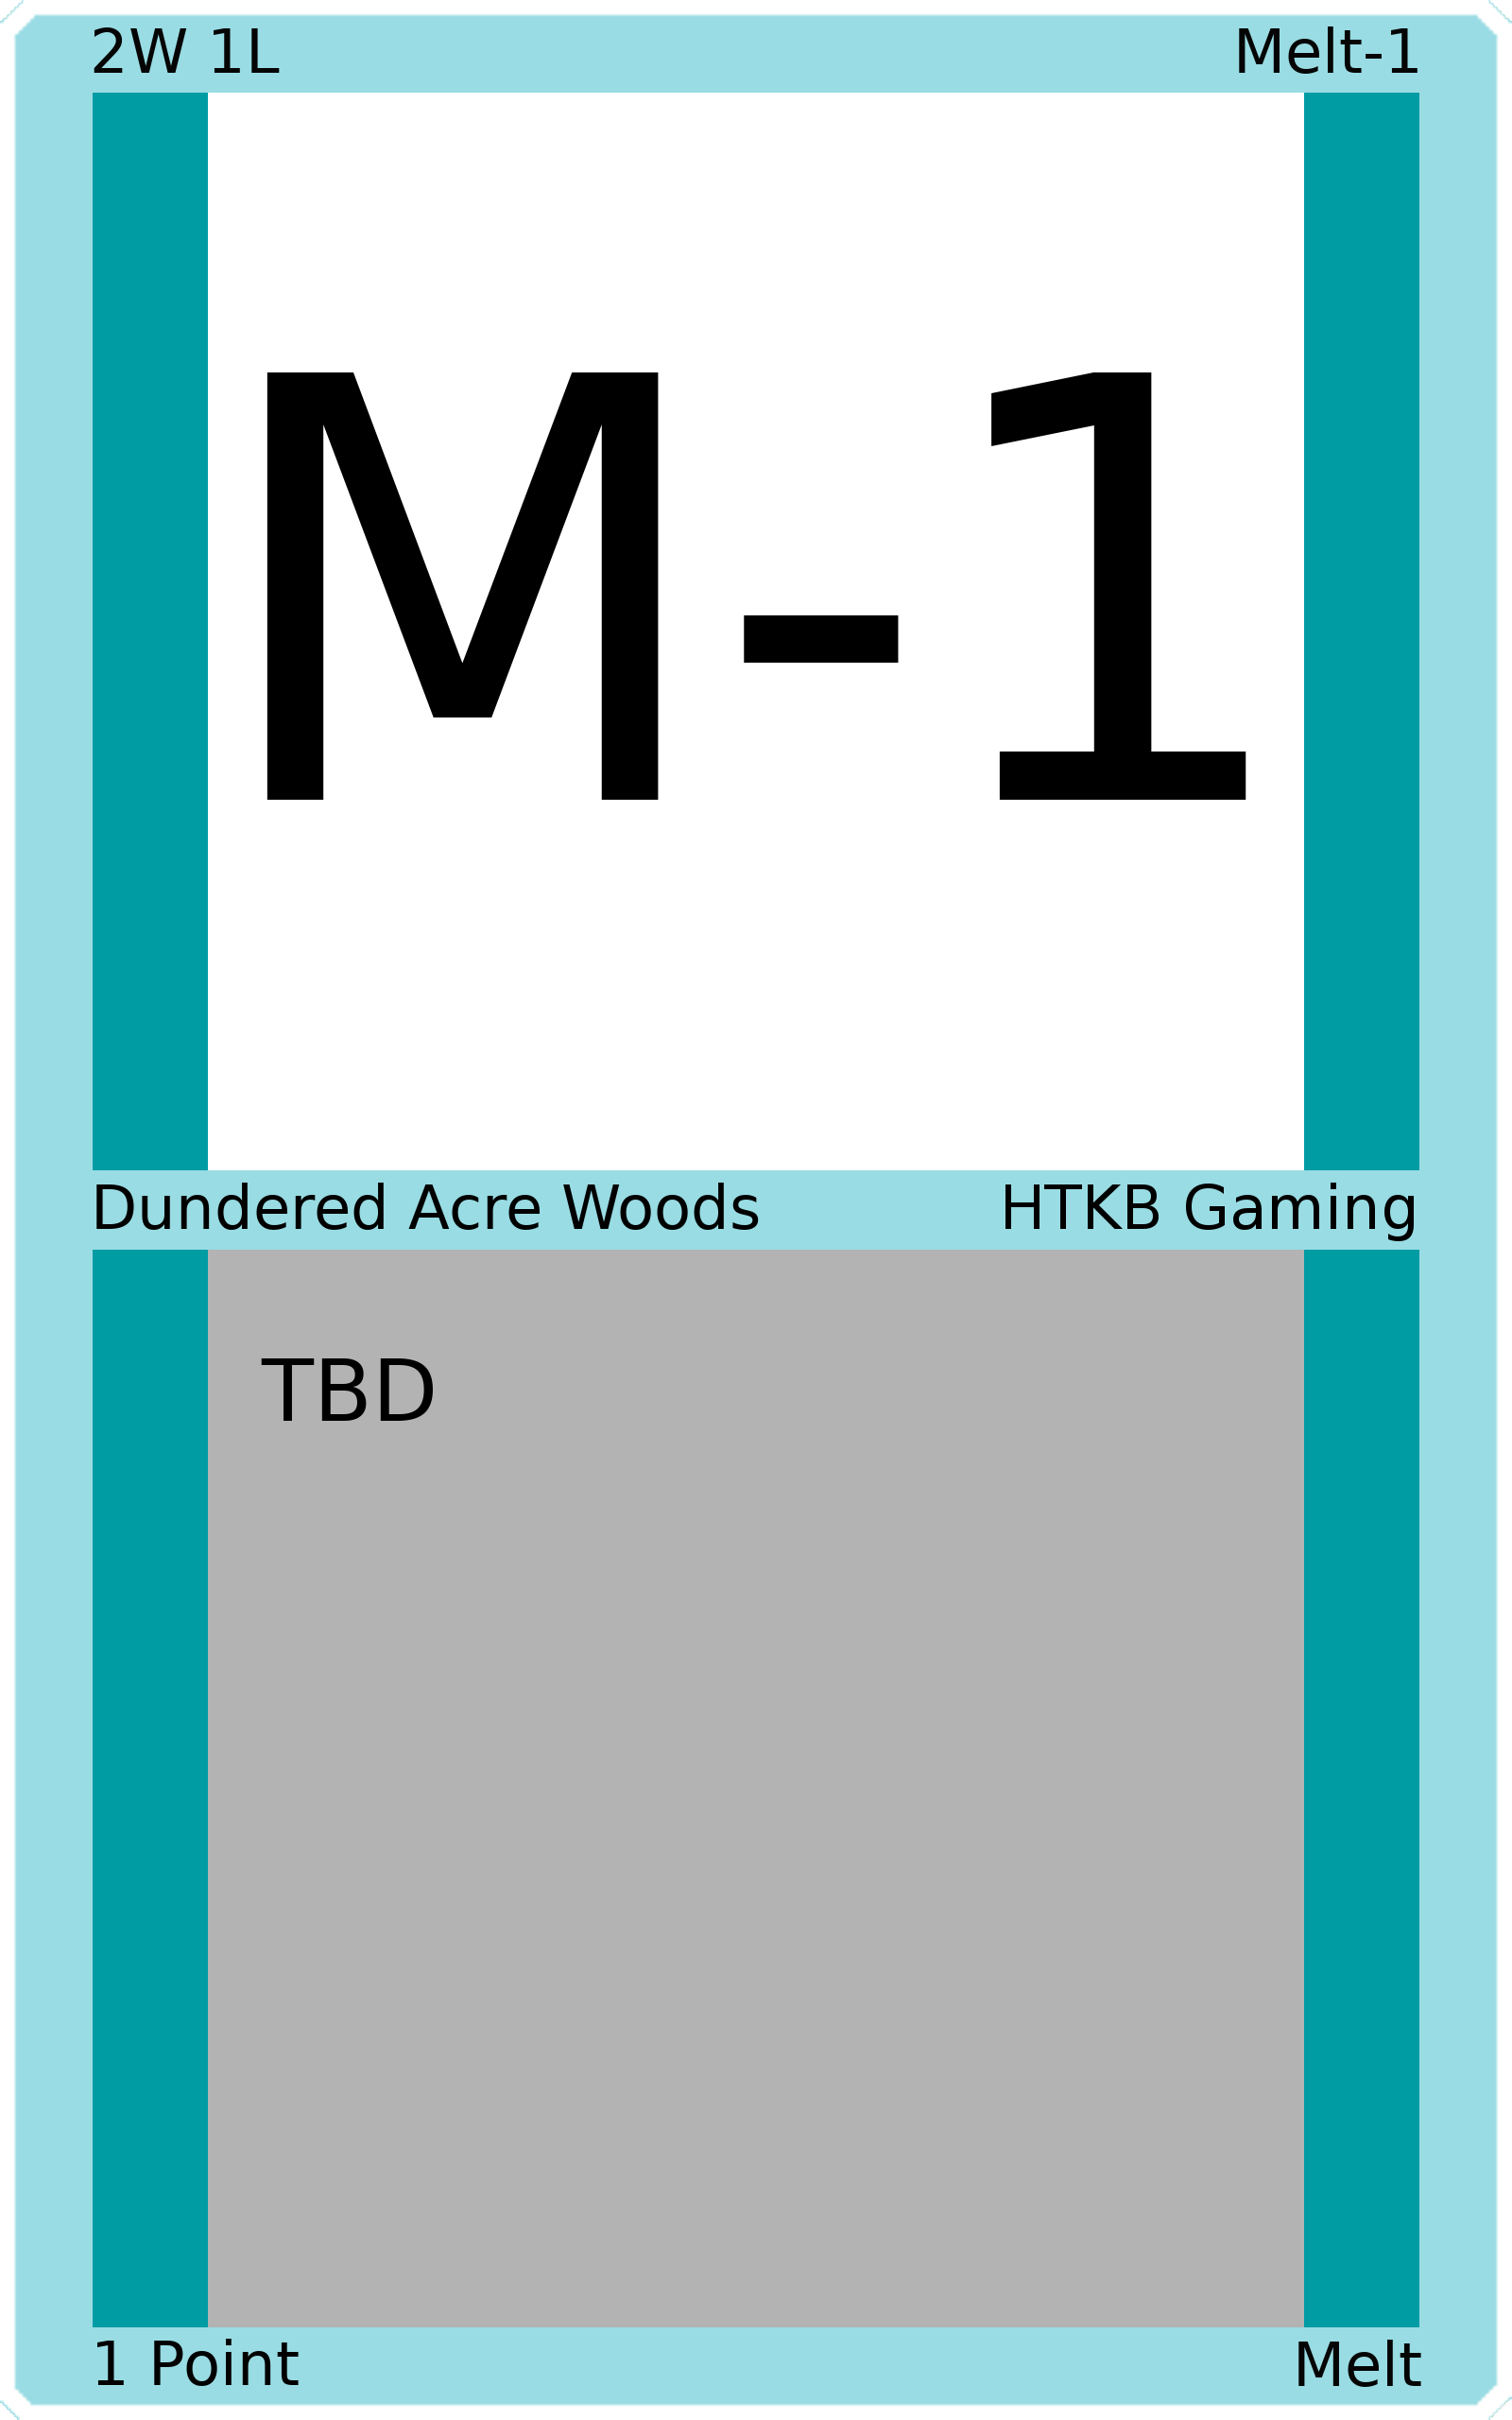 2W 1L
Melt-1
M-1
Dundered Acre Woods
HTKB Gaming
TBD
1 Point
Melt